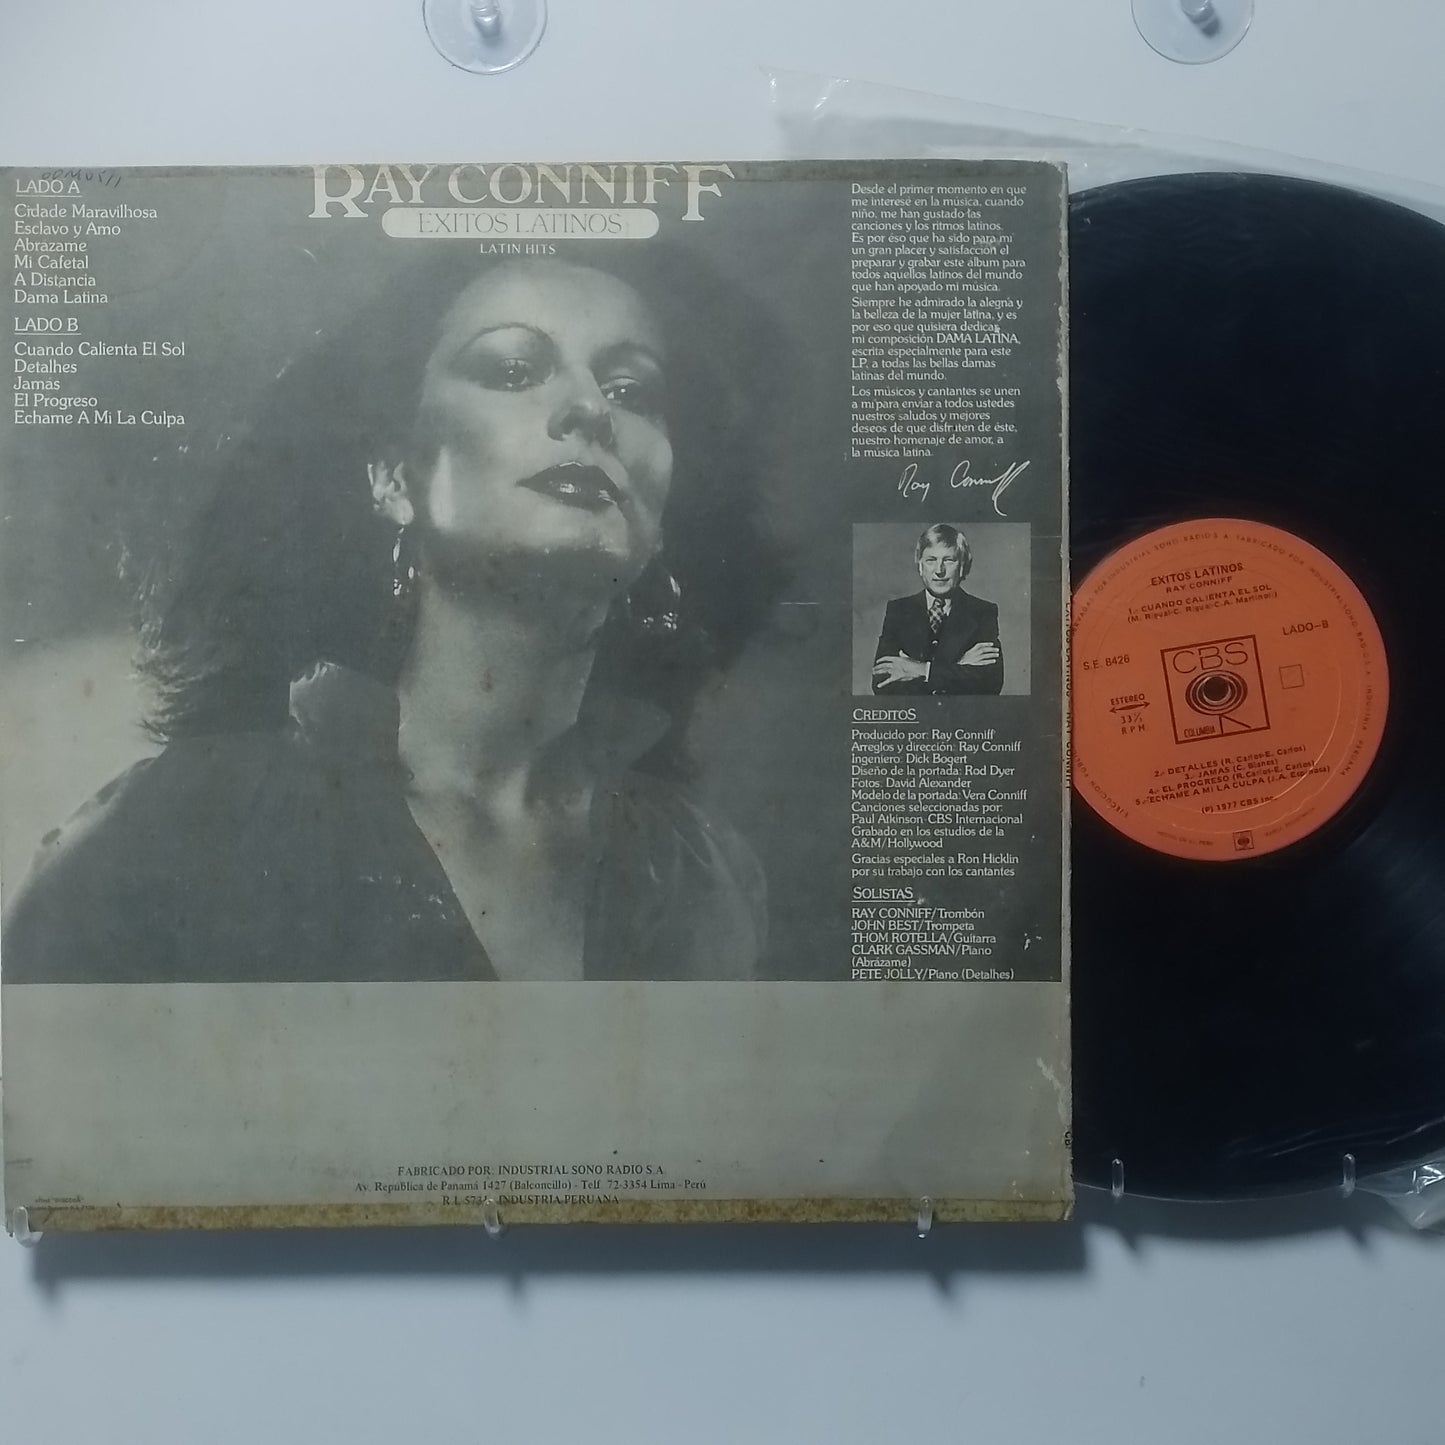 LADO A
Cidade Maravilhosa
Esclavo y Amo
Abrazame
Mi Cafetal
A Distancia
Dama Latina
LADO B
Cuando Calienta El Sol
Detalhes
Jamás
El Progreso
Echame A Mi La Culpa
RAY CONNIFF
EXITOS LATINOS
LATIN HITS
Desde el primer momento en que
me interesé en la música, cuando
niño, me han gustado las
canciones y los ritmos latinos.
Es por éso que ha sido para mí
un gran placer y satisfacción el
preparar y grabar este álbum para
todos aquellos latinos del mundo
que han apoyado mi música.
Siempre he admirado la alegría y
la belleza de la mujer latina, y es
por eso que quisiera dedicar
mi composición DAMA LATINA,
escrita especialmente para este
LP, a todas las bellas damas
latinas del mundo.
Los músicos y cantantes se unen
a mí para enviar a todos ustedes
nuestros saludos y mejores
deseos de que disfruten de éste,
nuestro homenaje de amor, a
la música latina.
Ray Conniff
CREDITOS
Producido por: Ray Conniff
Arreglos y dirección: Ray Conniff
Ingeniero: Dick Bogert
Diseño de la portada: Rod Dyer
Fotos: David Alexander
Modelo de la portada: Vera Conniff
Canciones seleccionadas por:
Paul Atkinson-CBS Internacional
Grabado en los estudios de la
A&M/Hollywood
Gracias especiales a Ron Hicklin
por su trabajo con los cantantes
SOLISTAS
RAY CONNIFF/Trombón
JOHN BEST/Trompeta
THOM ROTELLA/Guitarra
CLARK GASSMAN/Piano
(Abrázame)
PETE JOLLY/Piano (Detalhes)
FABRICADO POR: INDUSTRIAL SONO RADIO S.A.
Av. República de Panamá 1427 (Balconcillo) - Telf. 72-3354 Lima - Perú
INDUSTRIA PERUANA
EXITOS LATINOS
RAY CONNIFF
1.- CUANDO CALIENTA EL SOL
(M. Rigual-C. Rigual-C.A. Martinoli)
LADO-B
S.E. 8426
CBS
COLUMBIA
ESTEREO
33⅓
RPM
2.- DETALLES (R. Carlos-E. Carlos)
3.- JAMAS (C. Blanes)
4.- EL PROGRESO (R.Carlos-E. Carlos)
5.- ECHAME A MI LA CULPA (J.A. Espinosa)
(P) 1977 CBS